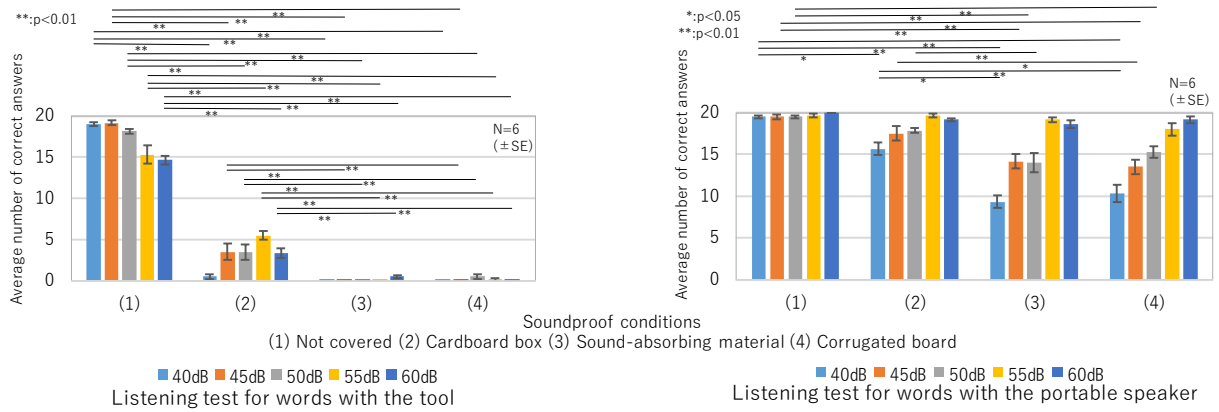 **:p<0.01
** ** ** ** ** ** ** ** ** ** ** ** ** ** **
Average number of correct answers
20
15
10
5
0
N=6
(±SE)
** ** ** ** ** ** ** **
(1) (2) (3) (4)
*:p<0.05
**:p<0.01
** ** ** ** ** * ** ** * * **
Average number of correct answers
20
15
10
5
0
N=6
(±SE)
(1) (2) (3) (4)
Soundproof conditions
(1) Not covered (2) Cardboard box (3) Sound-absorbing material (4) Corrugated board
40dB 45dB 50dB 55dB 60dB
Listening test for words with the tool
40dB 45dB 50dB 55dB 60dB
Listening test for words with the portable speaker